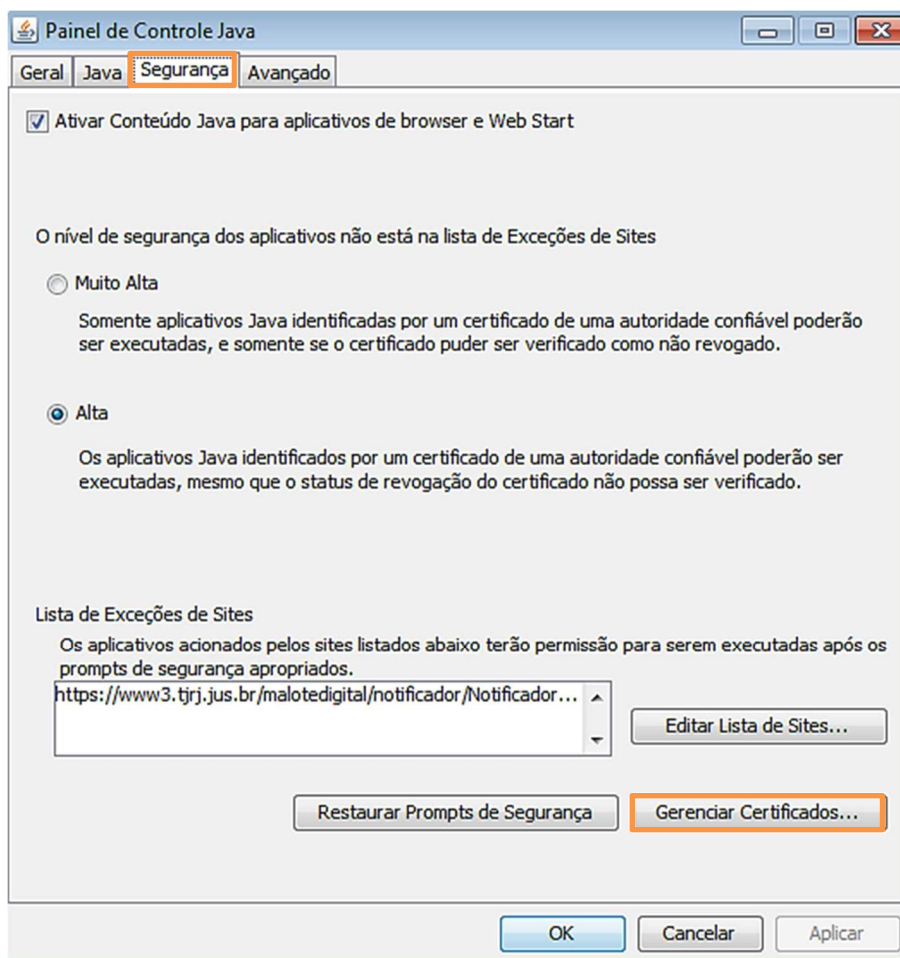 Painel de Controle Java
Geral Java Segurança Avançado
Ativar Conteúdo Java para aplicativos de browser e Web Start
O nível de segurança dos aplicativos não está na lista de Exceções de Sites
Muito Alta
Somente aplicativos Java identificadas por um certificado de uma autoridade confiável poderão
ser executadas, e somente se o certificado puder ser verificado como não revogado.
Alta
Os aplicativos Java identificados por um certificado de uma autoridade confiável poderão ser
executadas, mesmo que o status de revogação do certificado não possa ser verificado.
Lista de Exceções de Sites
Os aplicativos acionados pelos sites listados abaixo terão permissão para serem executadas após os
prompts de segurança apropriados.
https://www3.tjrj.jus.br/malotedigital/notificador/Notificador...
Editar Lista de Sites...
Restaurar Prompts de Segurança Gerenciar Certificados...
OK Cancelar Aplicar